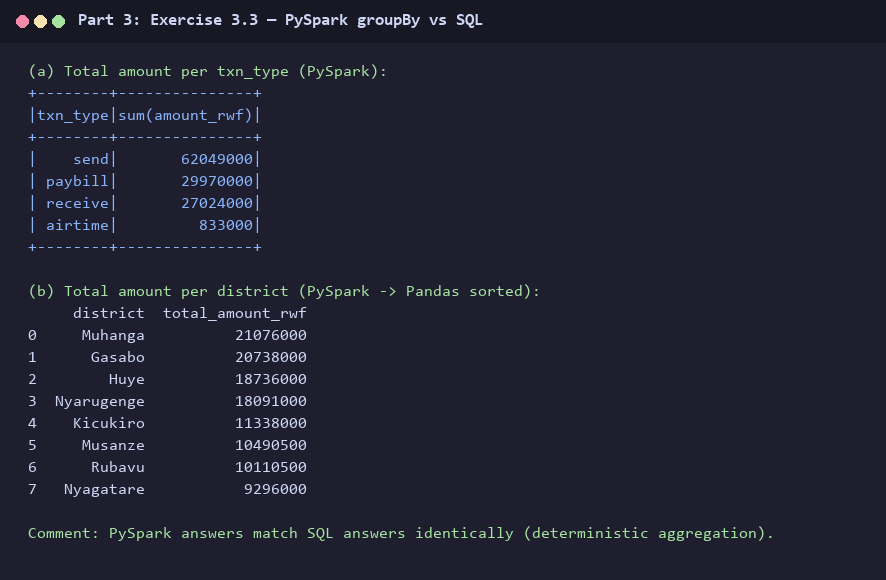 Part 3: Exercise 3.3 — PySpark groupBy vs SQL
(a) Total amount per txn_type (PySpark):
+--------+---------------+
|txn_type|sum(amount_rwf)|
+--------+---------------+
|    send|       62049000|
| paybill|       29970000|
| receive|       27024000|
| airtime|         833000|
+--------+---------------+
(b) Total amount per district (PySpark -> Pandas sorted):
     district  total_amount_rwf
0     Muhanga          21076000
1      Gasabo          20738000
2        Huye          18736000
3  Nyarugenge          18091000
4    Kicukiro          11338000
5     Musanze          10490500
6      Rubavu          10110500
7   Nyagatare           9296000
Comment: PySpark answers match SQL answers identically (deterministic aggregation).